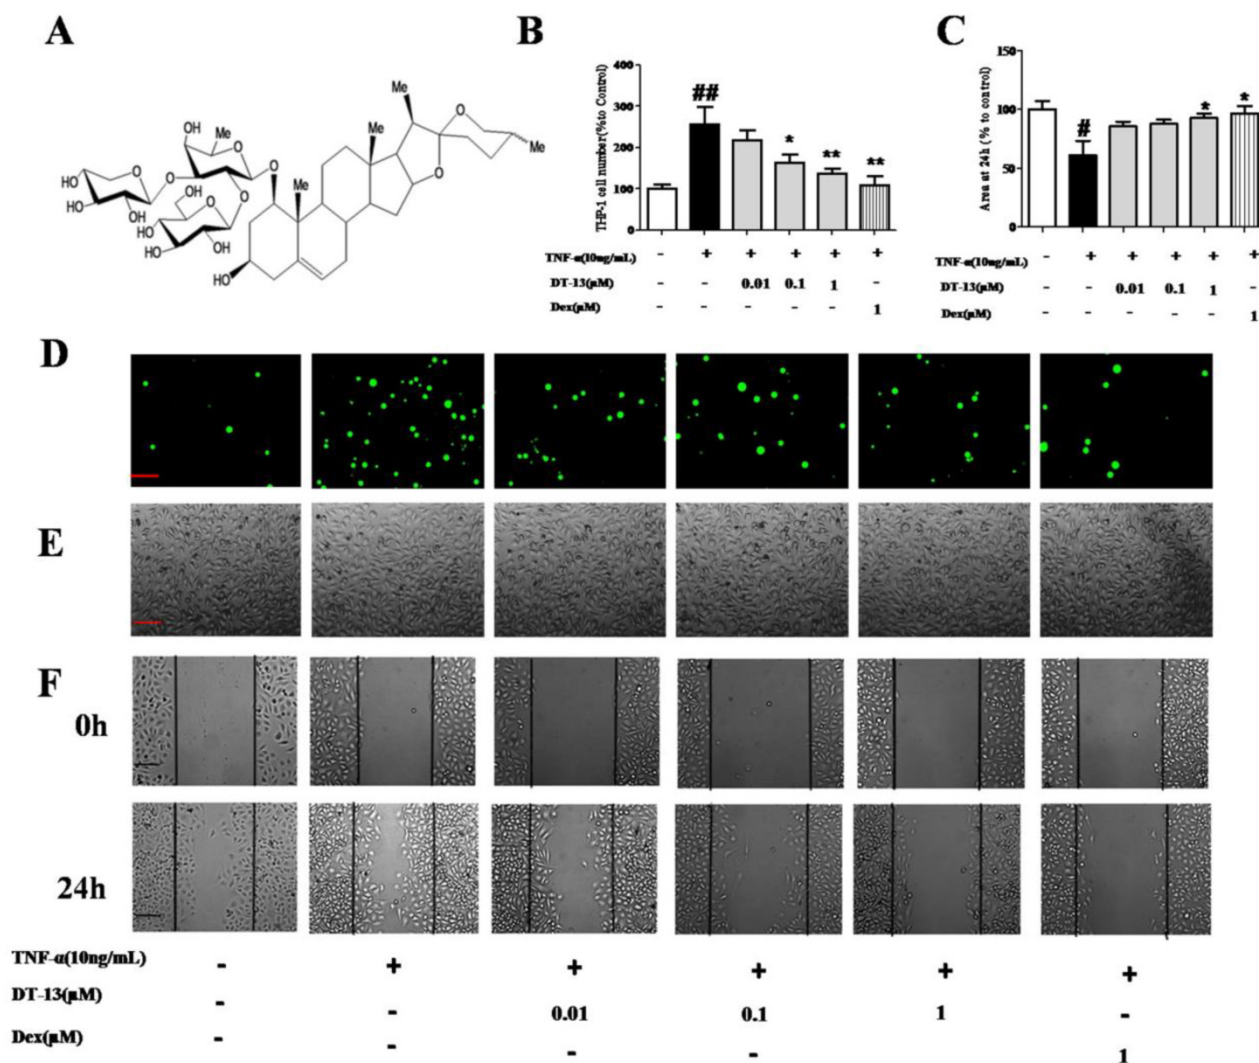 A
OH
Me
O
O
HO
HO
OH
O
O
O
OH
O
HO
HO
OH
O
HO
Me
Me
Me
O
O
Me
B
THP-1 cell number(%to Control)
400
300
200
100
0
##
*
**
**
TNF-α(10ng/mL) - + + + + +
DT-13(μM) - - 0.01 0.1 1 -
Dex(μM) - - - - - 1
C
Area at 24h ( % to control)
150
100
50
0
#
*
*
TNF-α(10ng/mL) - + + + + +
DT-13(μM) - - 0.01 0.1 1 -
Dex(μM) - - - - - 1
D
E
F
0h
24h
TNF-α(10ng/mL) - + + + + +
DT-13(μM) - - 0.01 0.1 1 -
Dex(μM) - - - - 1